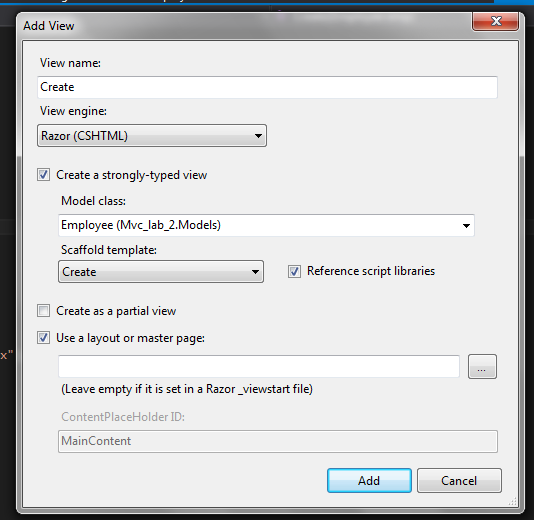 Add View
View name:
Create
View engine:
Razor (CSHTML)
Create a strongly-typed view
Model class:
Employee (Mvc_lab_2.Models)
Scaffold template:
Create
Reference script libraries
Create as a partial view
Use a layout or master page:
x"
...
(Leave empty if it is set in a Razor _viewstart file)
ContentPlaceHolder ID:
MainContent
Add
Cancel